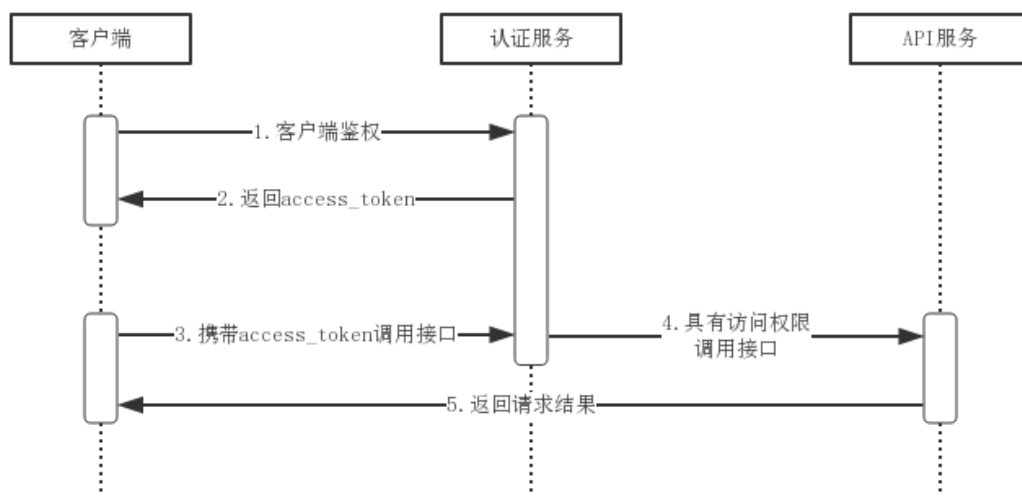 客户端
认证服务
API服务
1.客户端鉴权
2.返回access_token
3.携带access_token调用接口
4.具有访问权限
调用接口
5.返回请求结果